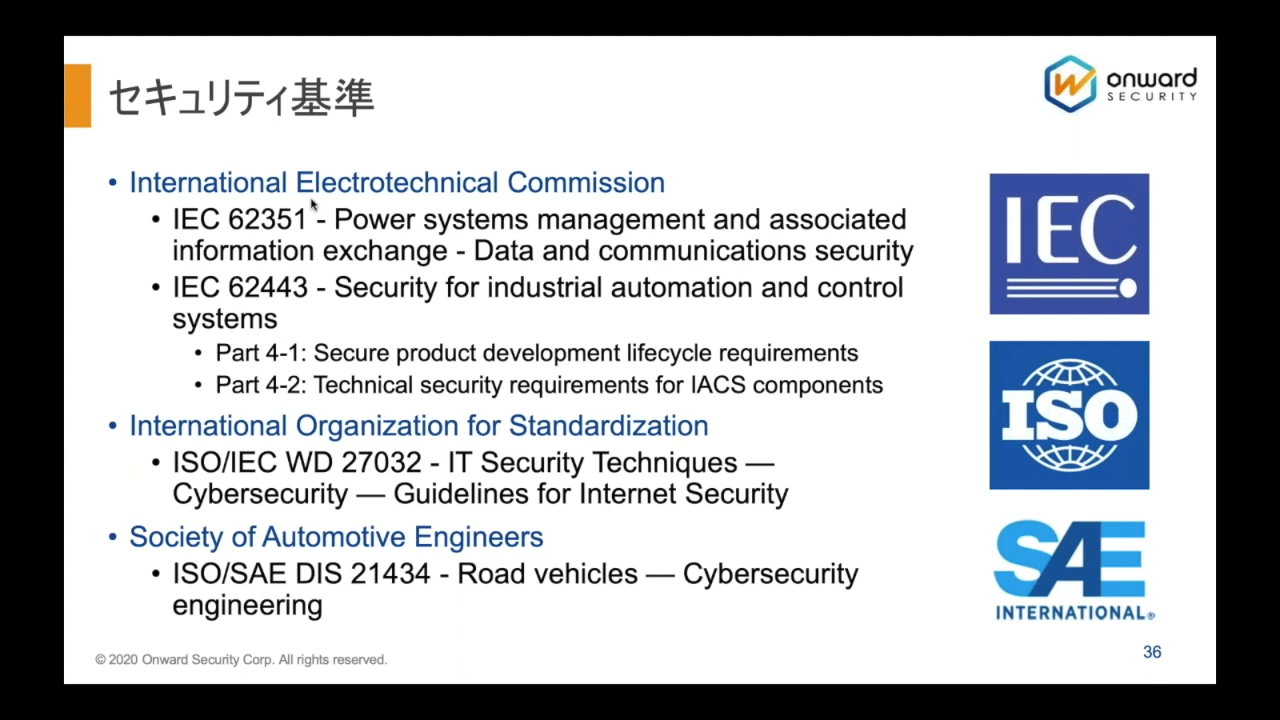 セキュリティ基準
onward
SECURITY
• International Electrotechnical Commission
• IEC 62351 - Power systems management and associated
information exchange - Data and communications security
• IEC 62443 - Security for industrial automation and control
systems
• Part 4-1: Secure product development lifecycle requirements
• Part 4-2: Technical security requirements for IACS components
• International Organization for Standardization
• ISO/IEC WD 27032 - IT Security Techniques —
Cybersecurity — Guidelines for Internet Security
• Society of Automotive Engineers
• ISO/SAE DIS 21434 - Road vehicles — Cybersecurity
engineering
IEC
ISO
SAE
INTERNATIONAL®
© 2020 Onward Security Corp. All rights reserved.
36